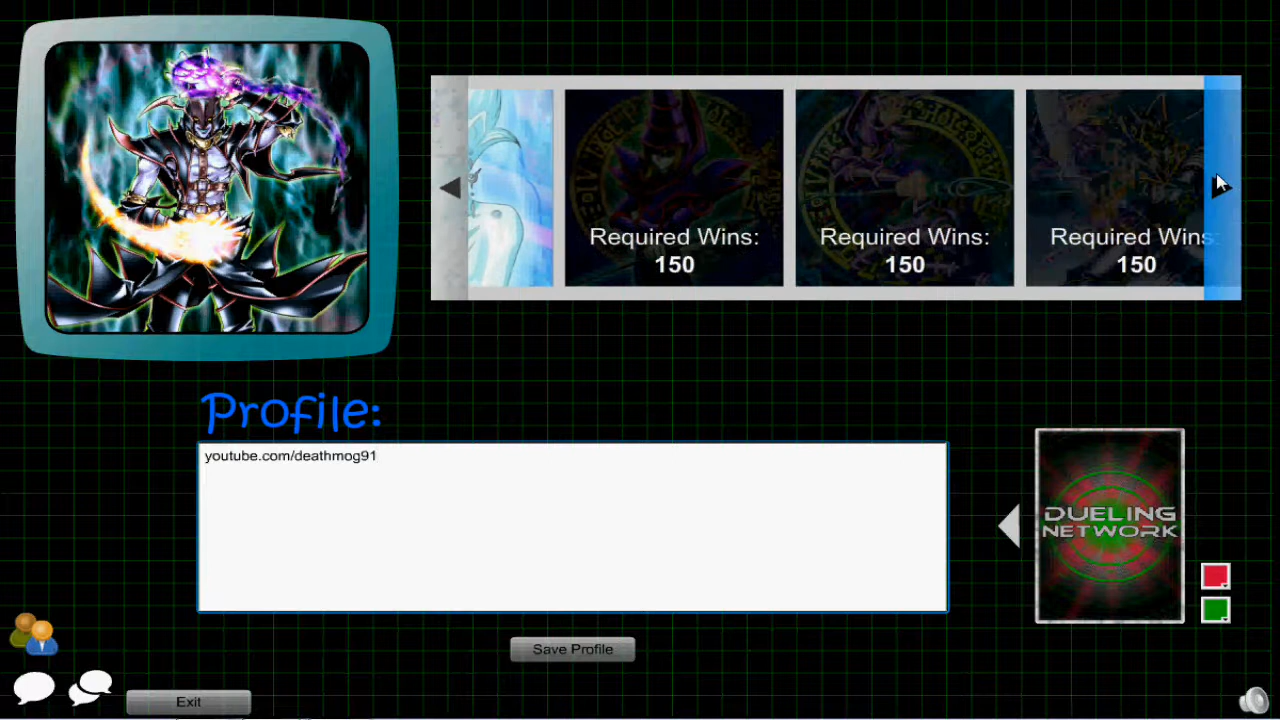 Required Wins:
150
Required Wins:
150
Required Wins:
150
Profile:
youtube.com/deathmog91
DUELING
NETWORK
Save Profile
Exit